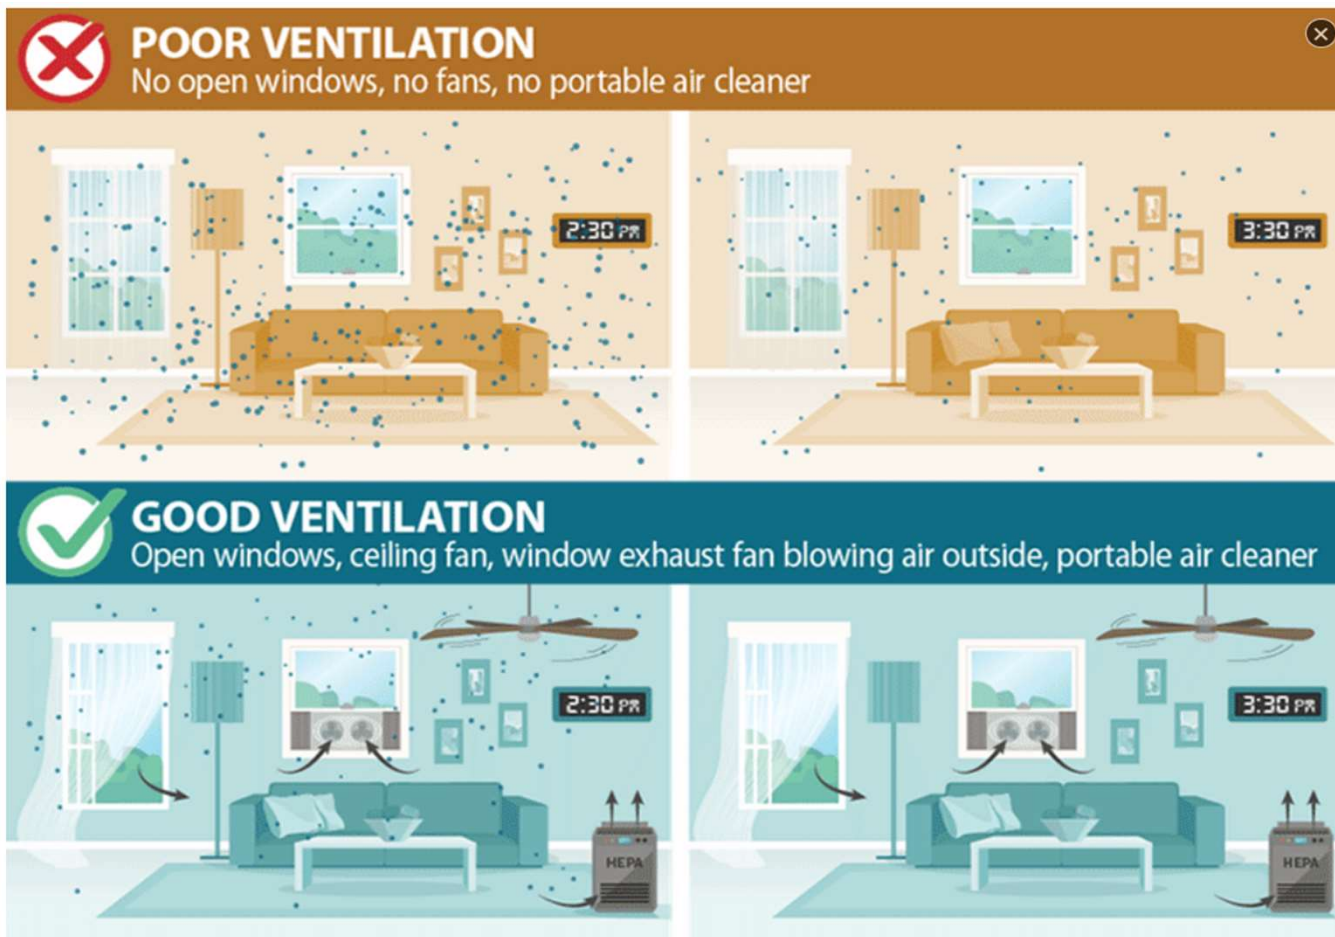 POOR VENTILATION
No open windows, no fans, no portable air cleaner
2:30 PM
3:30 PM
GOOD VENTILATION
Open windows, ceiling fan, window exhaust fan blowing air outside, portable air cleaner
2:30 PM
3:30 PM
HEPA
HEPA